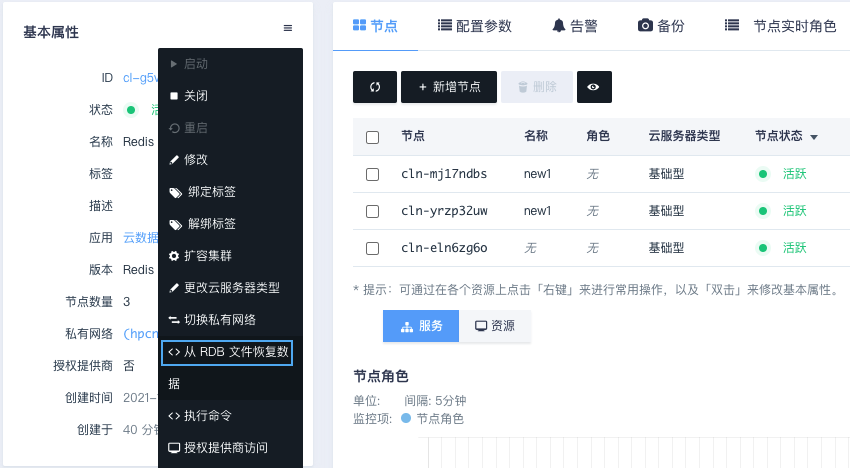 基本属性
ID cl-g5v
状态 活
名称 Redis
标签
描述
应用 云数据
版本 Redis
节点数量 3
私有网络 (hpcn
授权提供商 否
创建时间 2021-
创建于 40 分钟
启动
关闭
重启
修改
绑定标签
解绑标签
扩容集群
更改云服务器类型
切换私有网络
从 RDB 文件恢复数
据
执行命令
授权提供商访问
节点 配置参数 告警 备份 节点实时角色
+ 新增节点 删除
节点 名称 角色 云服务器类型 节点状态
cln-mj17ndbs new1 无 基础型 活跃
cln-yrzp32uw new1 无 基础型 活跃
cln-eln6zg6o 无 无 基础型 活跃
* 提示：可通过在各个资源上点击「右键」来进行常用操作，以及「双击」来修改基本属性。
服务 资源
节点角色
单位: 间隔: 5分钟
监控项: 节点角色